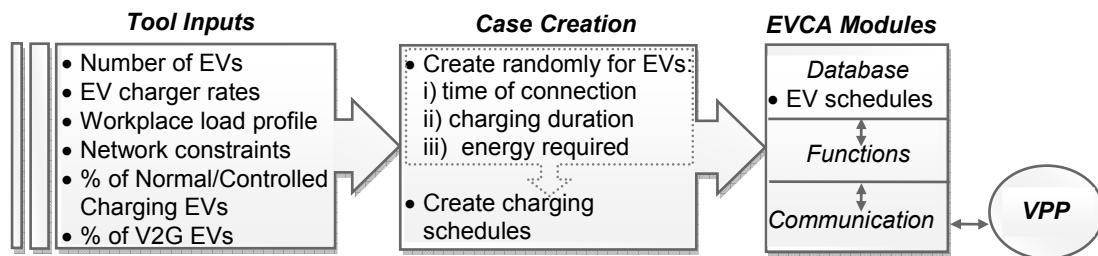 Tool Inputs
• Number of EVs
• EV charger rates
• Workplace load profile
• Network constraints
• % of Normal/Controlled
Charging EVs
• % of V2G EVs
Case Creation
• Create randomly for EVs:
i) time of connection
ii) charging duration
iii) energy required
• Create charging
schedules
EVCA Modules
Database
• EV schedules
Functions
Communication
VPP